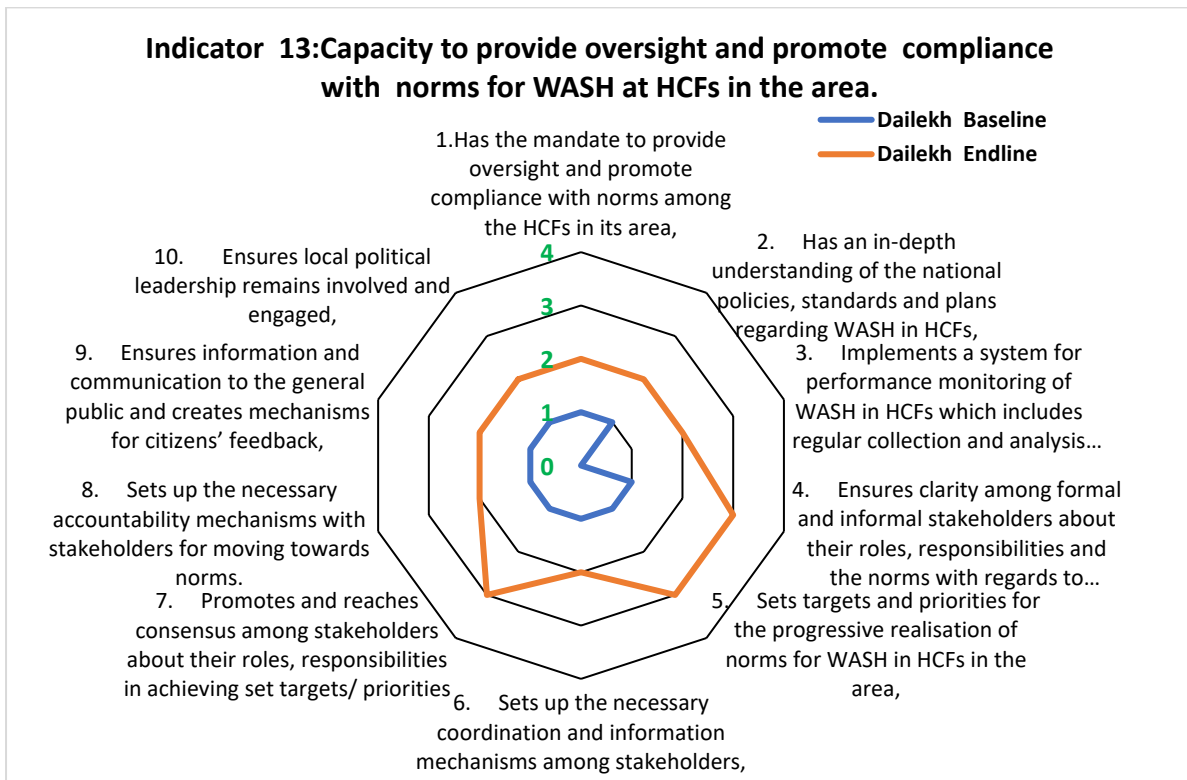 Indicator 13:Capacity to provide oversight and promote compliance
with norms for WASH at HCFs in the area.
Dailekh Baseline
Dailekh Endline
1.Has the mandate to provide
oversight and promote
compliance with norms among
the HCFs in its area,
2. Has an in-depth
understanding of the national
policies, standards and plans
regarding WASH in HCFs,
3. Implements a system for
performance monitoring of
WASH in HCFs which includes
regular collection and analysis…
4. Ensures clarity among formal
and informal stakeholders about
their roles, responsibilities and
the norms with regards to…
5. Sets targets and priorities for
the progressive realisation of
norms for WASH in HCFs in the
area,
6. Sets up the necessary
coordination and information
mechanisms among stakeholders,
7. Promotes and reaches
consensus among stakeholders
about their roles, responsibilities
in achieving set targets/ priorities
8. Sets up the necessary
accountability mechanisms with
stakeholders for moving towards
norms.
9. Ensures information and
communication to the general
public and creates mechanisms
for citizens’ feedback,
10. Ensures local political
leadership remains involved and
engaged,
4
3
2
1
0